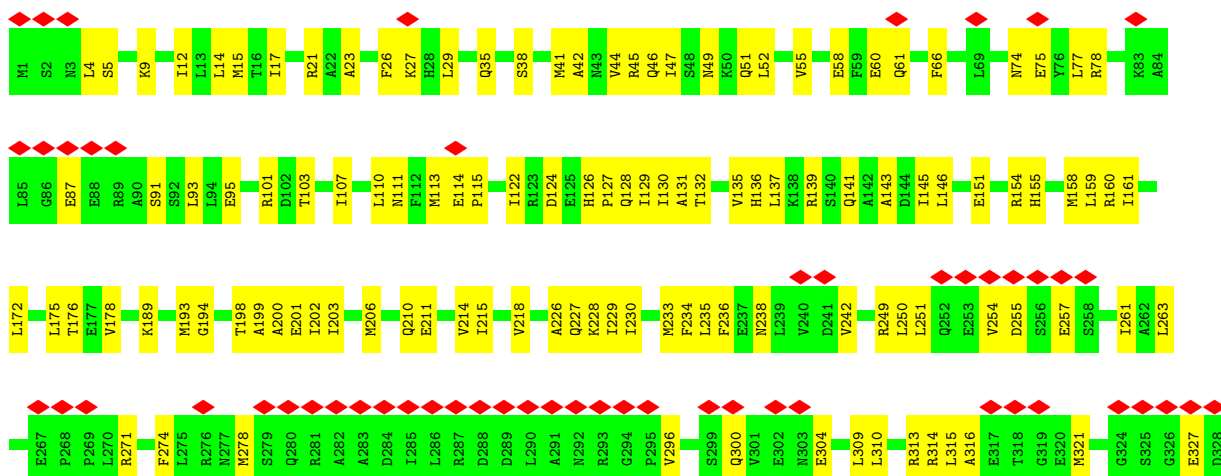 M1 S2 N3 L4 S5 K9 I12 L13 L14 M15 T16 I17 R21 A22 A23 F26 K27 H28 L29 Q35 S38 M41 A42 N43 V44 R45 Q46 I47 S48 N49 K50 Q51 L52 V55 E58 F59 E60 Q61 F66 L69 N74 E75 Y76 L77 R78 K83 A84
L85 G86 E87 E88 R89 A90 S91 S92 L93 L94 E95 R101 D102 T103 I107 L110 N111 F112 M113 E114 P115 I122 R123 D124 E125 H126 P127 Q128 I129 I130 A131 T132 V135 H136 L137 K138 R139 S140 Q141 A142 A143 D144 I145 L146 E151 R154 H155 M158 L159 R160 I161
L172 L175 T176 E177 V178 K189 M193 G194 T198 A199 A200 E201 I202 I203 M206 Q210 E211 V214 I215 V218 A226 Q227 K228 I229 I230 M233 F234 L235 F236 E237 N238 L239 V240 D241 V242 R249 L250 L251 Q252 E253 V254 D255 S256 E257 S258 I261 A262 L263
E267 P268 P269 L270 R271 F274 L275 R276 N277 M278 S279 Q280 R281 A282 A283 D284 I285 L286 R287 D288 D289 L290 A291 N292 R293 G294 P295 V296 S299 Q300 V301 E302 N303 E304 L309 L310 R313 R314 L315 A316 E317 T318 G319 E320 M321 G324 S325 G326 E327 D328